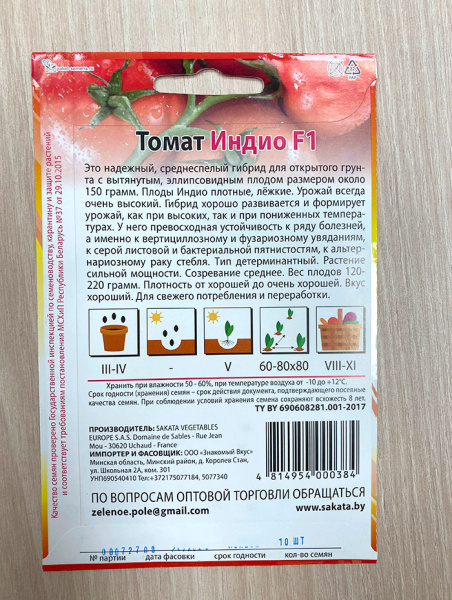 Томат Индио F1
Это надежный, среднеспелый гибрид для открытого грун-
та с вытянутым, эллипсовидным плодом размером около
150 грамм. Плоды Индио плотные, лёжкие. Урожай всегда
очень высокий. Гибрид хорошо развивается и формирует
урожай, как при высоких, так и при пониженных темпера-
турах. У него превосходная устойчивость к ряду болезней,
а именно к вертициллозному и фузариозному увяданиям,
к серой листовой и бактериальной пятнистостям, к альтер-
нариозному раку стебля. Тип детерминантный. Растение
сильной мощности. Созревание среднее. Вес плодов 120-
220 грамм. Плотность от хорошей до очень хорошей. Вкус
хороший. Для свежего потребления и переработки.
III-IV - V 60-80х80 VIII-XI
Хранить при влажности 50 - 60%, при температуре воздуха от -10 до +12°С.
Срок годности (хранения) семян – срок действия документа, подтверждающего посевные
качества семян. При соблюдении условий хранения семена сохраняют всхожесть 8 лет.
TY BY 690608281.001-2017
ПРОИЗВОДИТЕЛЬ: SAKATA VEGETABLES
EUROPE S.A.S. Domaine de Sables - Rue Jean
Mou - 30620 Uchaud - France
ИМПОРТЕР И ФАСОВЩИК: ООО «Знакомый Вкус»
Минская область, Минский район, д. Королев Стан,
ул. Школьная 2А, ком. 301
УНП690540410 Tel:+37217507718​4, 5077340
4 814954 000384
ПО ВОПРОСАМ ОПТОВОЙ ТОРГОВЛИ ОБРАЩАТЬСЯ
zelenoe.pole@gmail.com www.sakata.by
10 шт
№ партии дата фасовки срок годности кол-во семян
Качество семян проверено Государственной инспекцией по семеноводству, карантину и защите растений
и соответствует требованиям постановления МСХиП Республики Беларусь №37 от 29.10.2015